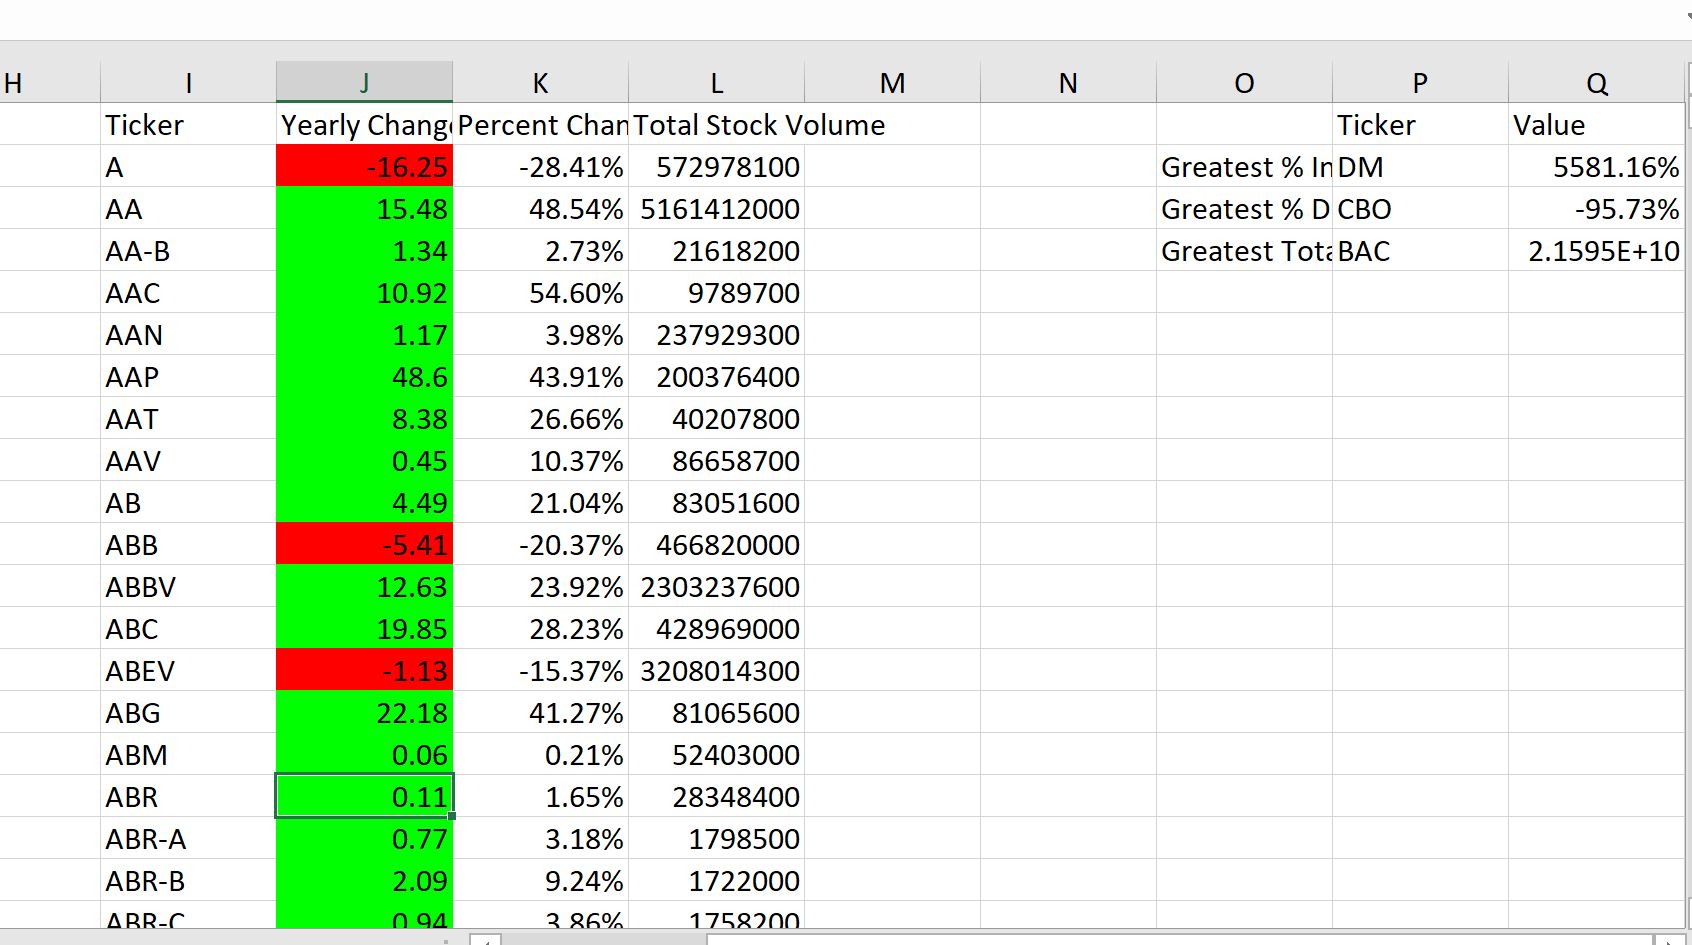 H I J K L M N O P Q
Ticker Yearly Change Percent Chan Total Stock Volume Ticker Value
A -16.25 -28.41% 572978100 Greatest % In DM 5581.16%
AA 15.48 48.54% 5161412000 Greatest % D CBO -95.73%
AA-B 1.34 2.73% 21618200 Greatest Tota BAC 2.1595E+10
AAC 10.92 54.60% 9789700
AAN 1.17 3.98% 237929300
AAP 48.6 43.91% 200376400
AAT 8.38 26.66% 40207800
AAV 0.45 10.37% 86658700
AB 4.49 21.04% 83051600
ABB -5.41 -20.37% 466820000
ABBV 12.63 23.92% 2303237600
ABC 19.85 28.23% 428969000
ABEV -1.13 -15.37% 3208014300
ABG 22.18 41.27% 81065600
ABM 0.06 0.21% 52403000
ABR 0.11 1.65% 28348400
ABR-A 0.77 3.18% 1798500
ABR-B 2.09 9.24% 1722000
ABR-C 0.94 3.86% 1758200